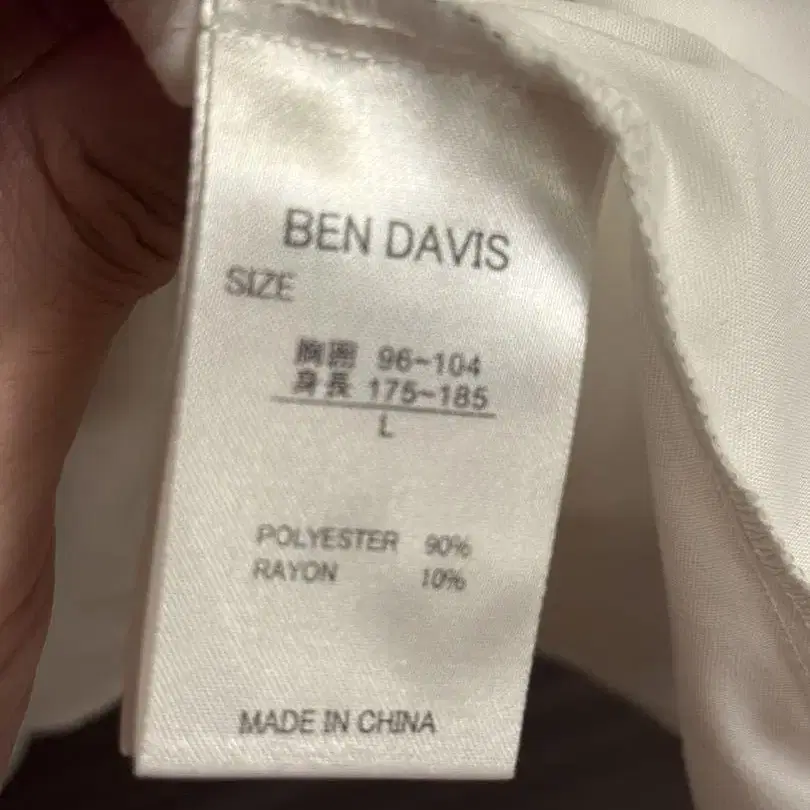 BEN DAVIS
SIZE
胸囲 96~104
身長 175~185
L
POLYESTER 90%
RAYON 10%
MADE IN CHINA